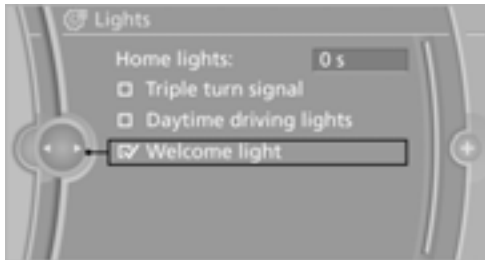 Lights
Home lights: 0 s
Triple turn signal
Daytime driving lights
Welcome light